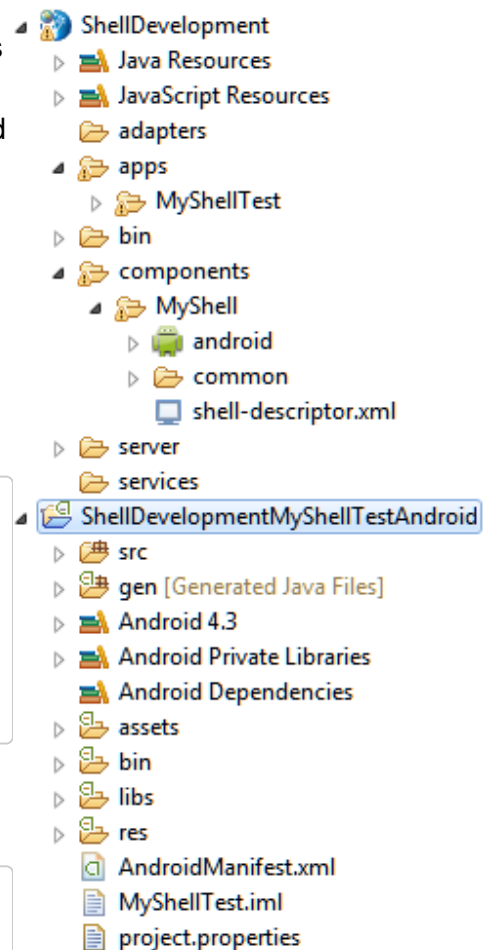 ShellDevelopment
s
Java Resources
JavaScript Resources
d
adapters
apps
MyShellTest
bin
components
MyShell
android
common
shell-descriptor.xml
server
services
ShellDevelopmentMyShellTestAndroid
src
gen [Generated Java Files]
Android 4.3
Android Private Libraries
Android Dependencies
assets
bin
libs
res
AndroidManifest.xml
MyShellTest.iml
project.properties